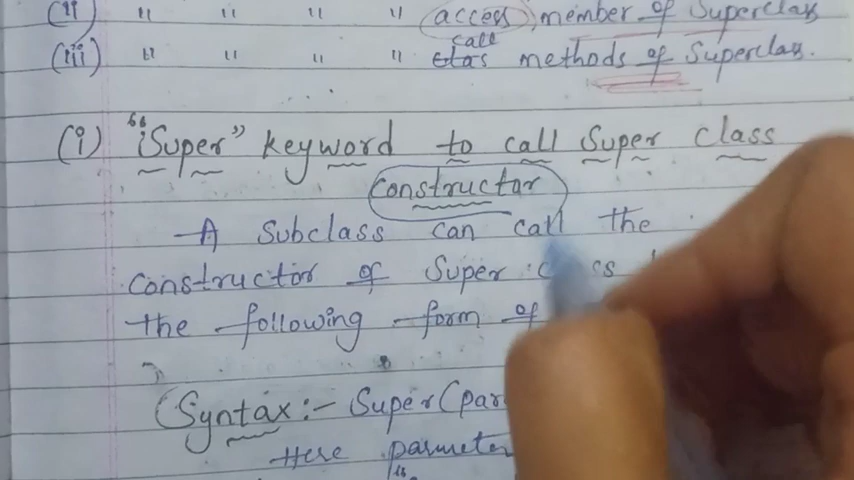 (ii) " " " " access member of Superclass
call
(iii) " " " " methods of Superclass.
(i) "Super" keyword to call Super class
constructor
A Subclass can call the
constructor of Super
the following form of
(Syntax:- Super(par
Here parmeter